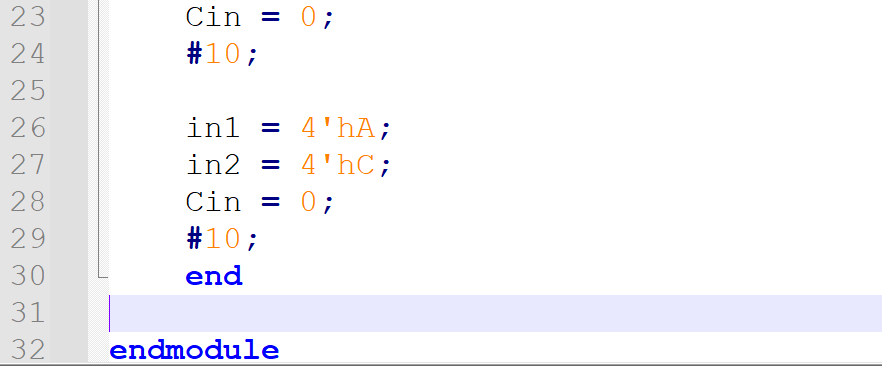 23 Cin = 0;
24 #10;
25
26 in1 = 4'hA;
27 in2 = 4'hC;
28 Cin = 0;
29 #10;
30 end
31
32 endmodule